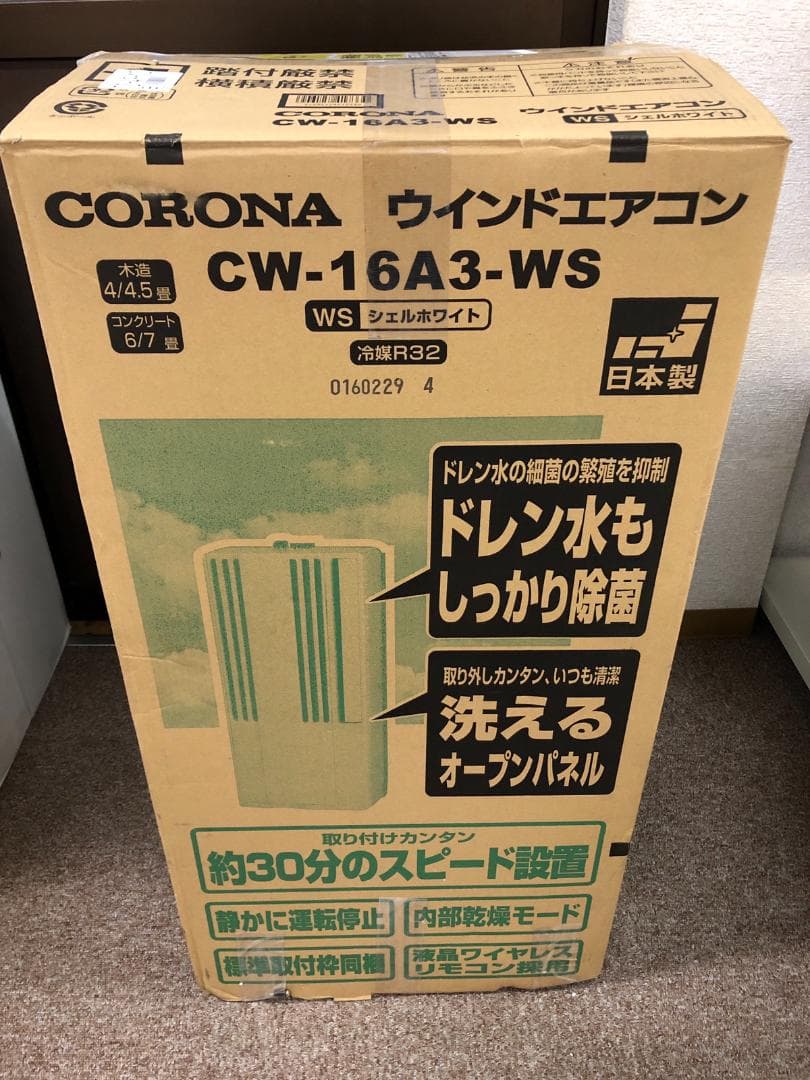 踏付厳禁
横積厳禁
警告
注意
CORONA
CW-16A3-WS
ウインドエアコン
WS シェルホワイト
CORONA ウインドエアコン
木造
4/4.5 畳
CW-16A3-WS
コンクリート
6/7 畳
WS シェルホワイト
冷媒R32
0160229 4
日本製
ドレン水の細菌の繁殖を抑制
ドレン水も
しっかり除菌
取り外しカンタン、いつも清潔
洗える
オープンパネル
取り付けカンタン
約30分のスピード設置
静かに運転停止
内部乾燥モード
標準取付枠同梱
液晶ワイヤレス
リモコン採用